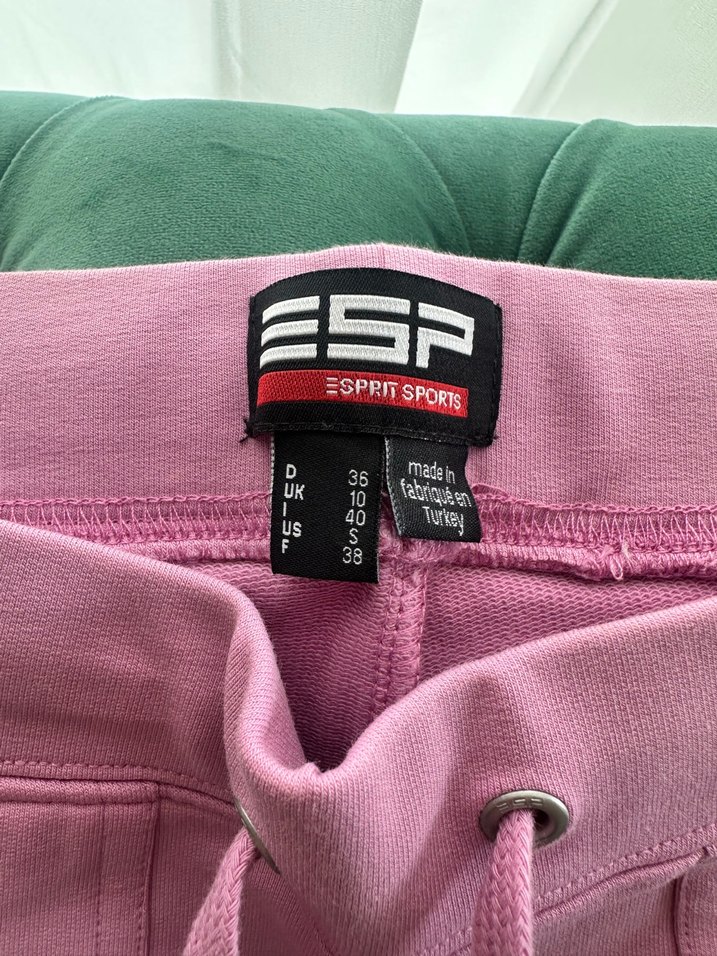 ESP
ESPRIT SPORTS
D 36
UK 10
I 40
US S
F 38
made in
fabriqué en
Turkey
ESP